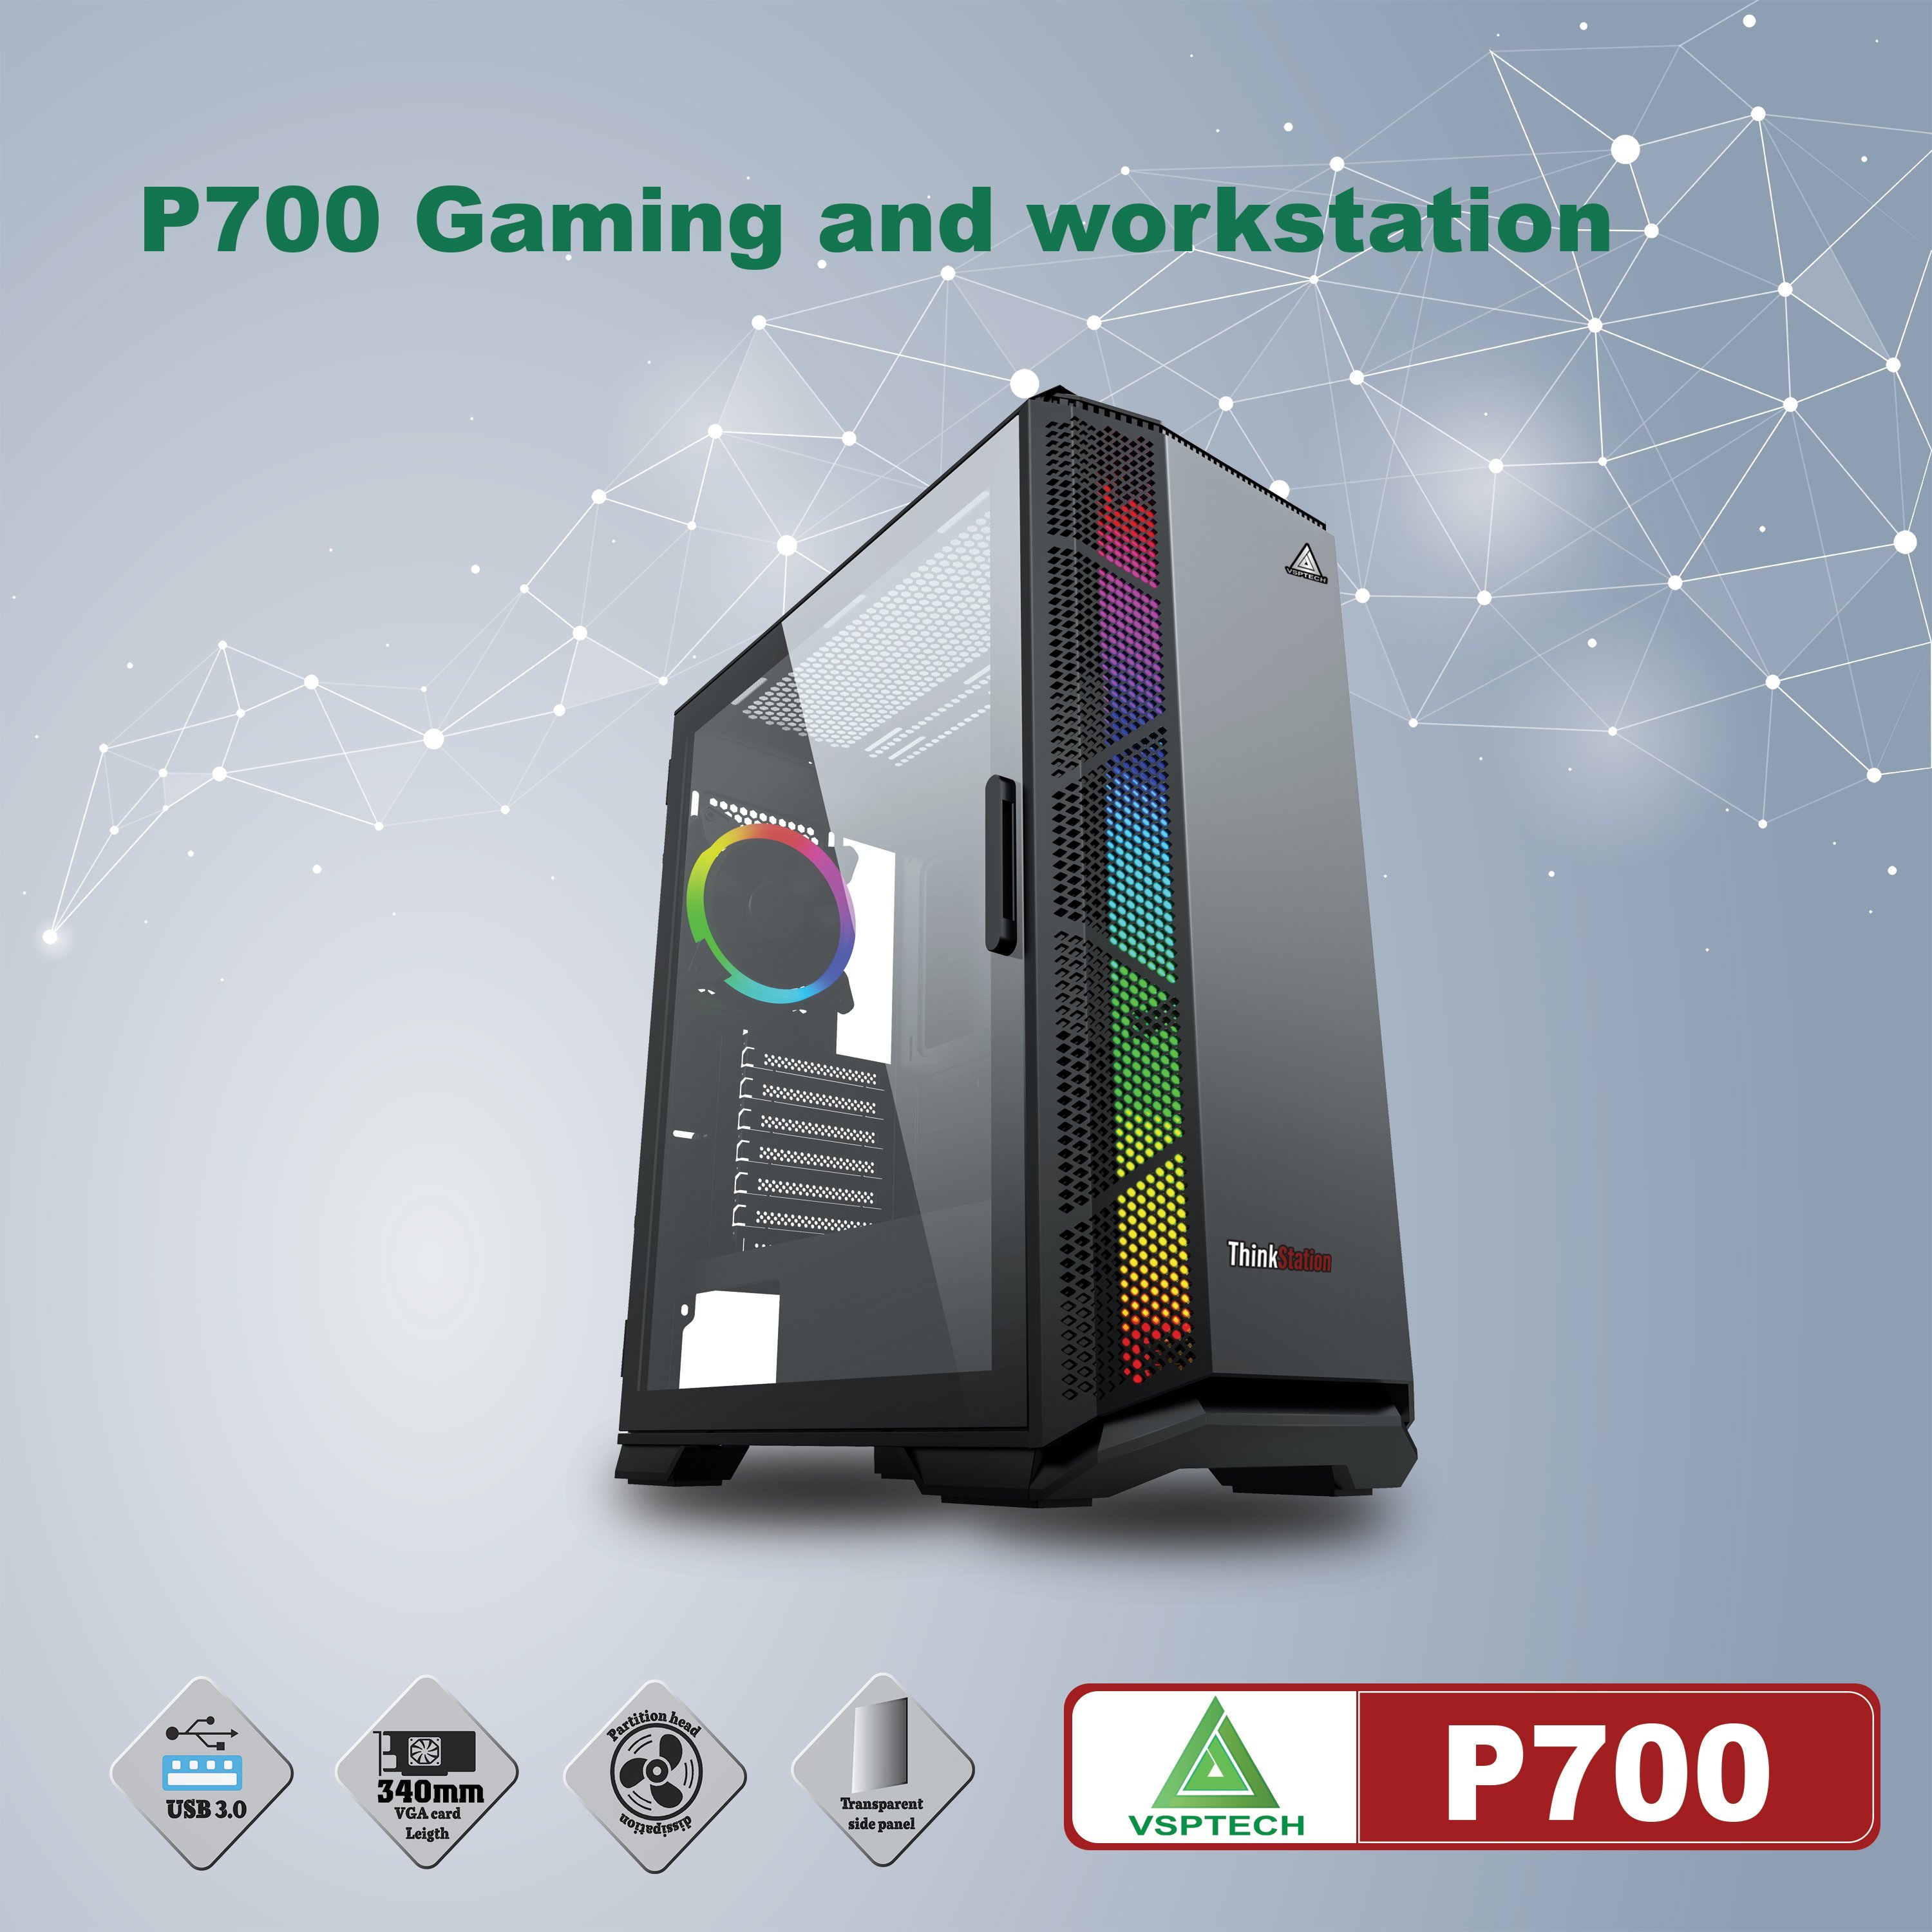 P700 Gaming and workstation
VSPTECH
ThinkStation
USB 3.0
340mm
VGA card
Leigth
Partition head
dissipation
Transparent
side panel
VSPTECH
P700